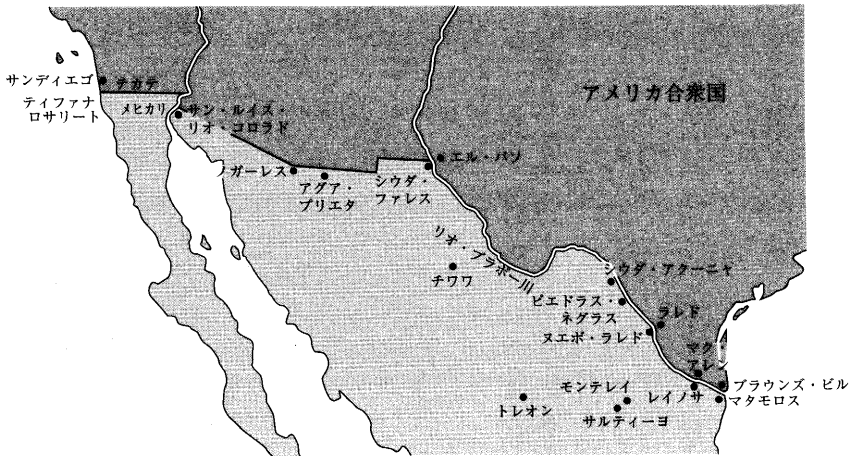 アメリカ合衆国
サンディエゴ
テカテ
ティファナ
ロサリート
メヒカリ
サン・ルイス・
リオ・コロラド
ノガーレス
アグア・
プリエタ
シウダ・
ファレス
エル・パソ
リオ・ブラボー川
チワワ
シウダ・アクーニャ
ピエドラス・
ネグラス
ラレド
ヌエボ・ラレド
マク・
アレン
モンテレイ
レイノサ
ブラウンズ・ビル
マタモロス
トレオン
サルティーヨ